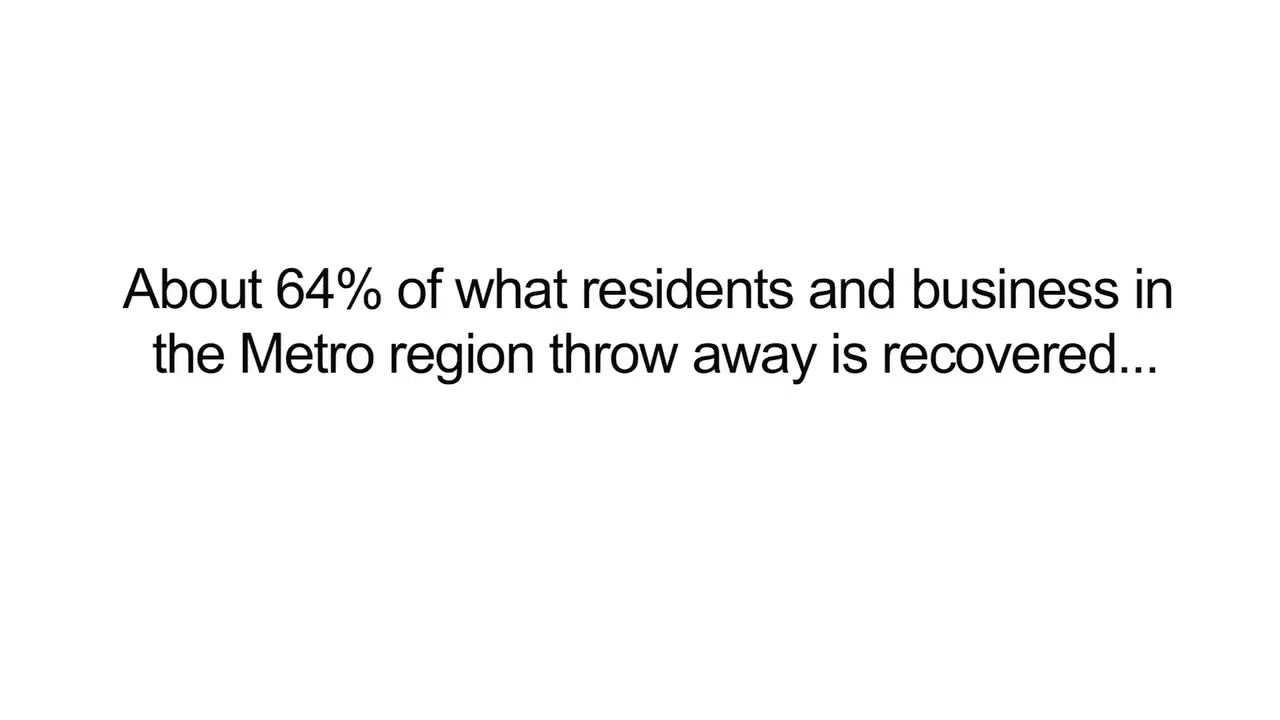 About 64% of what residents and business in
the Metro region throw away is recovered...